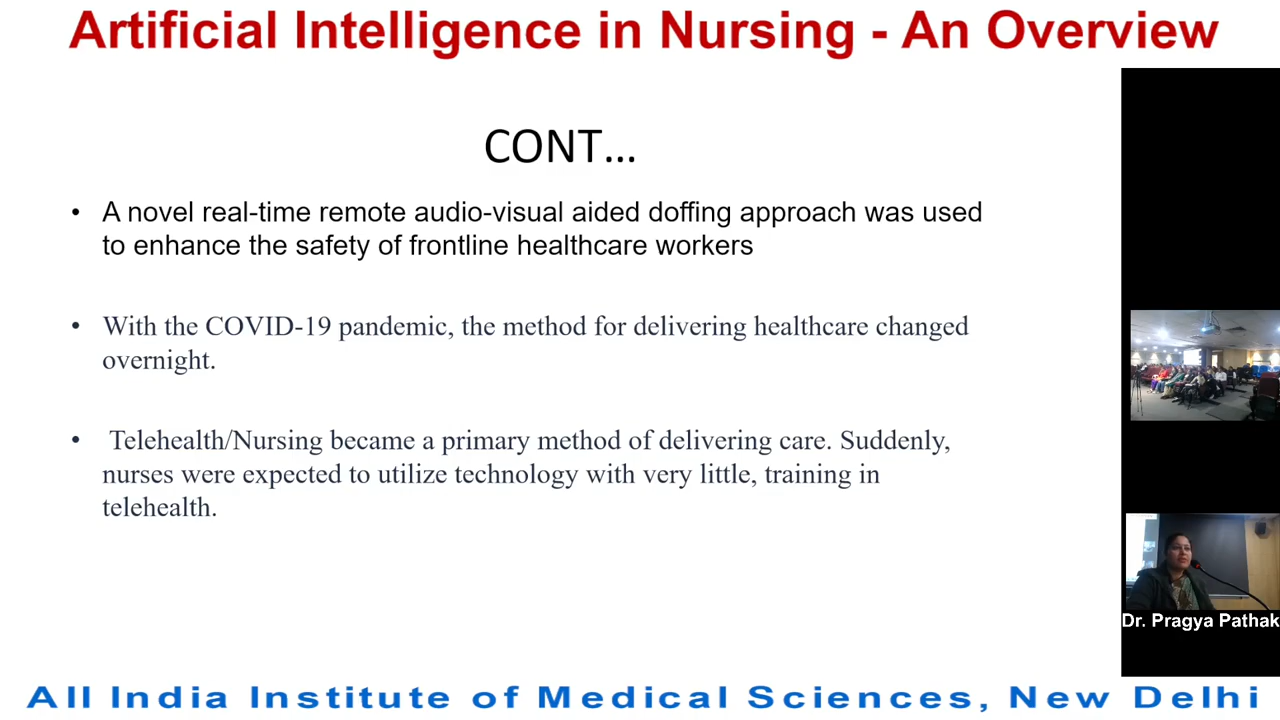 Artificial Intelligence in Nursing - An Overview
CONT...
• A novel real-time remote audio-visual aided doffing approach was used
to enhance the safety of frontline healthcare workers
• With the COVID-19 pandemic, the method for delivering healthcare changed
overnight.
• Telehealth/Nursing became a primary method of delivering care. Suddenly,
nurses were expected to utilize technology with very little, training in
telehealth.
Dr. Pragya Pathak
All India Institute of Medical Sciences, New Delhi